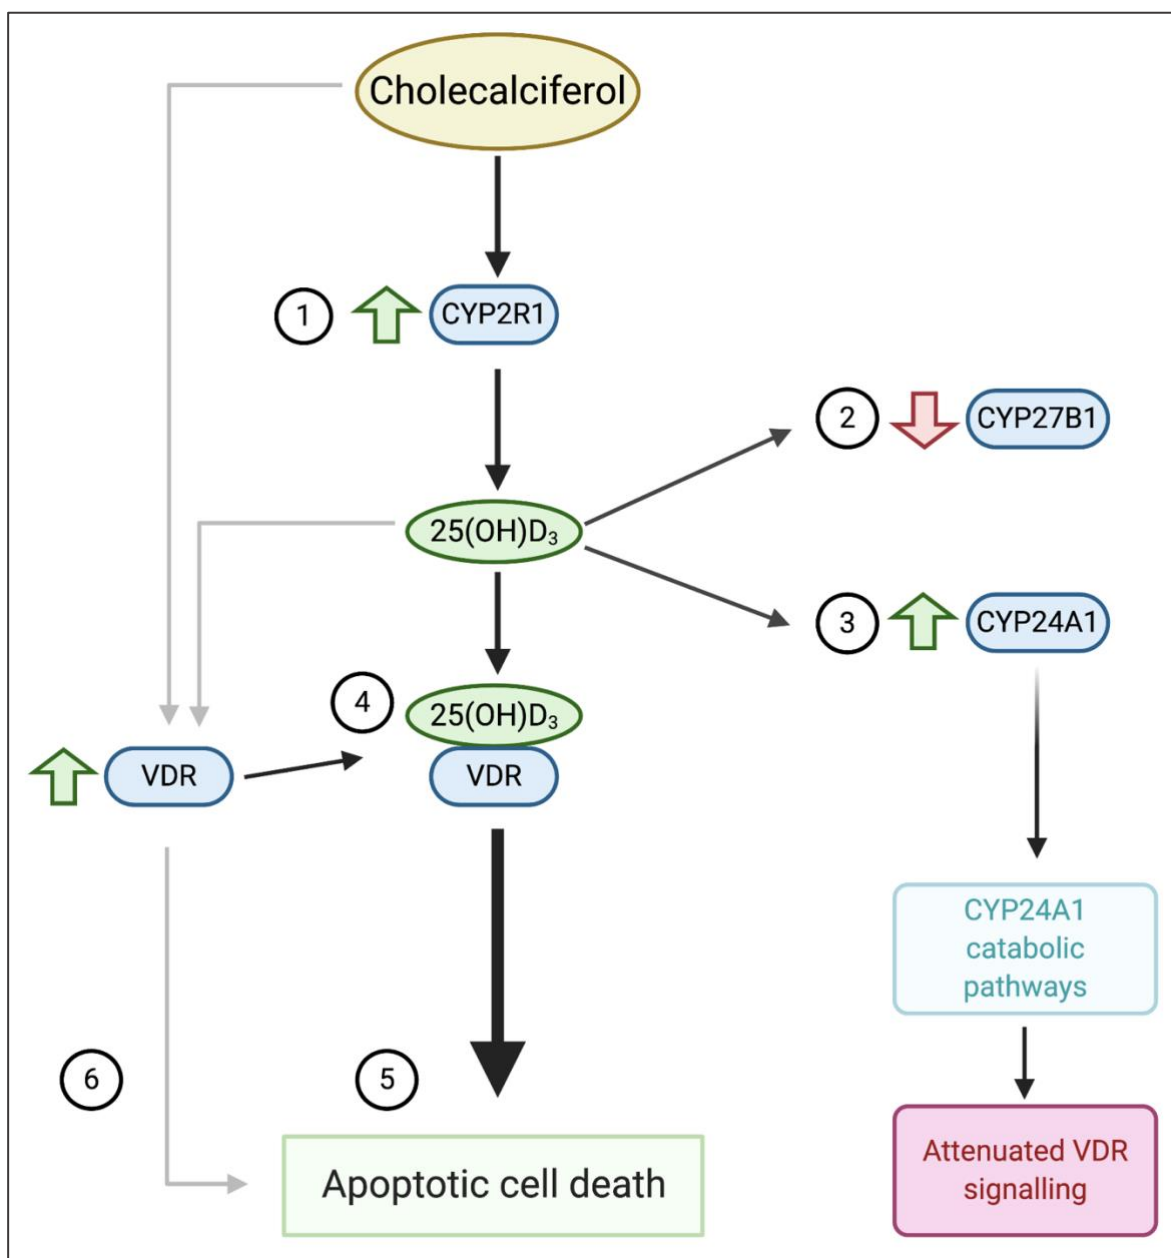 Cholecalciferol
1
CYP2R1
2
CYP27B1
25(OH)D₃
3
CYP24A1
4
25(OH)D₃
VDR
VDR
CYP24A1
catabolic
pathways
6
5
Apoptotic cell death
Attenuated VDR
signalling